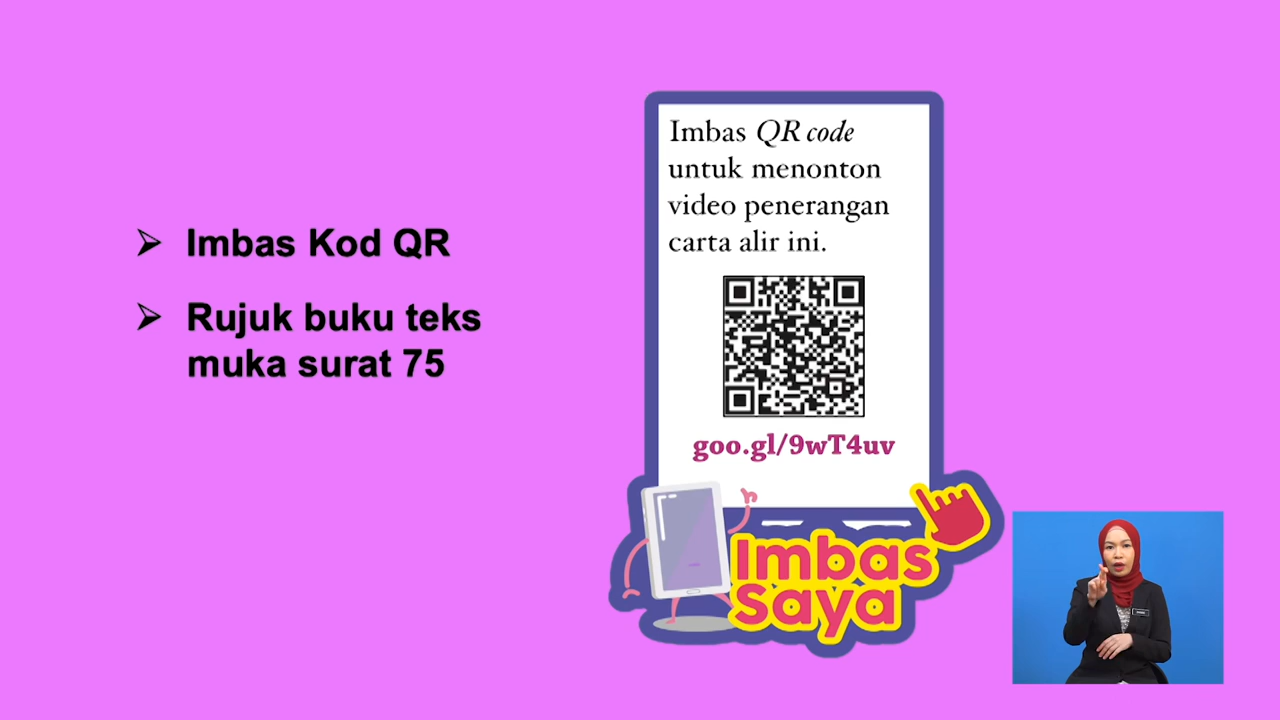 ➢ Imbas Kod QR
➢ Rujuk buku teks
muka surat 75
Imbas QR code
untuk menonton
video penerangan
carta alir ini.
goo.gl/9wT4uv
Imbas
Saya